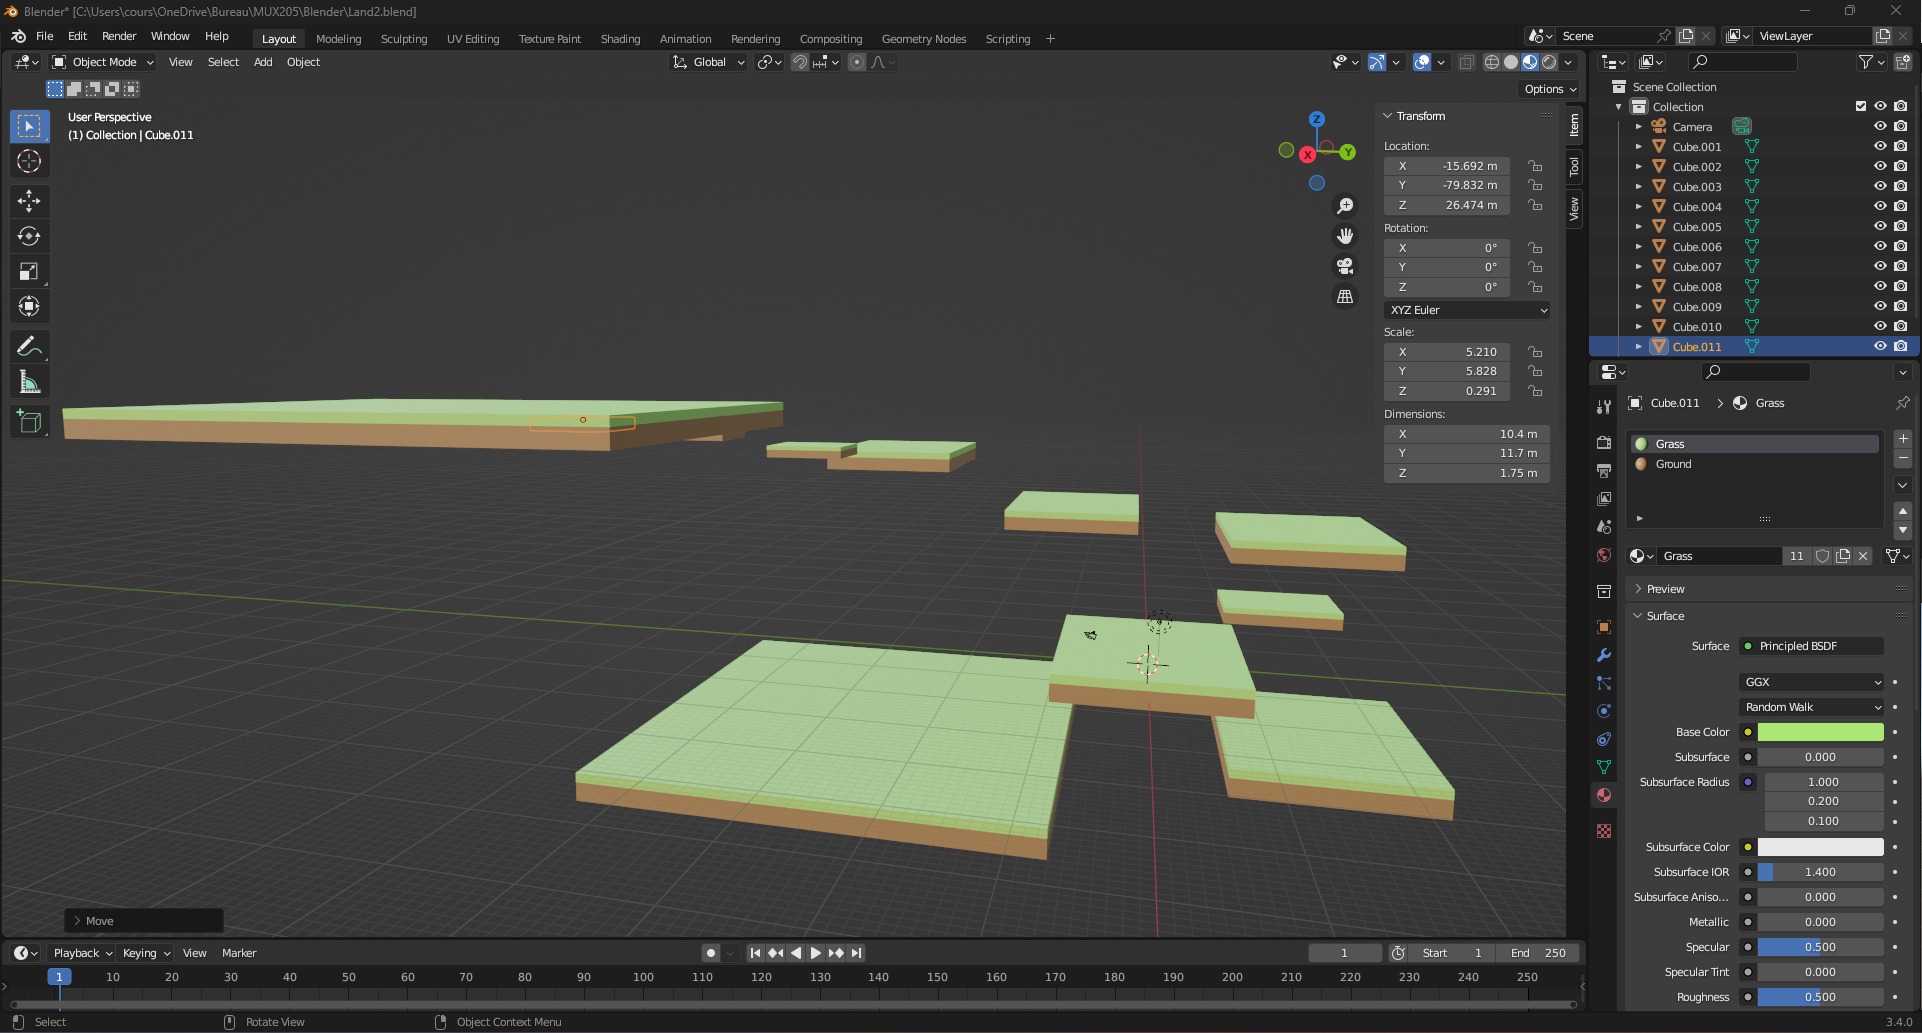 Blender* [C:\Users\cours\OneDrive\Bureau\MUX205\Blender\Land2.blend]
File Edit Render Window Help Layout Modeling Sculpting UV Editing Texture Paint Shading Animation Rendering Compositing Geometry Nodes Scripting + Scene ViewLayer
Object Mode View Select Add Object Global
Options
User Perspective
(1) Collection | Cube.011
Z
X
Y
Transform
Location:
X -15.692 m
Y -79.832 m
Z 26.474 m
Rotation:
X 0°
Y 0°
Z 0°
XYZ Euler
Scale:
X 5.210
Y 5.828
Z 0.291
Dimensions:
X 10.4 m
Y 11.7 m
Z 1.75 m
Item
Tool
View
Scene Collection
Collection
Camera
Cube.001
Cube.002
Cube.003
Cube.004
Cube.005
Cube.006
Cube.007
Cube.008
Cube.009
Cube.010
Cube.011
Cube.011 > Grass
Grass
Ground
Grass 11
Preview
Surface
Surface Principled BSDF
GGX
Random Walk
Base Color
Subsurface 0.000
Subsurface Radius 1.000
0.200
0.100
Subsurface Color
Subsurface IOR 1.400
Subsurface Aniso... 0.000
Metallic 0.000
Specular 0.500
Specular Tint 0.000
Roughness 0.500
Move
Playback Keying View Marker 1 Start 1 End 250
1 10 20 30 40 50 60 70 80 90 100 110 120 130 140 150 160 170 180 190 200 210 220 230 240 250
Select Rotate View Object Context Menu 3.4.0